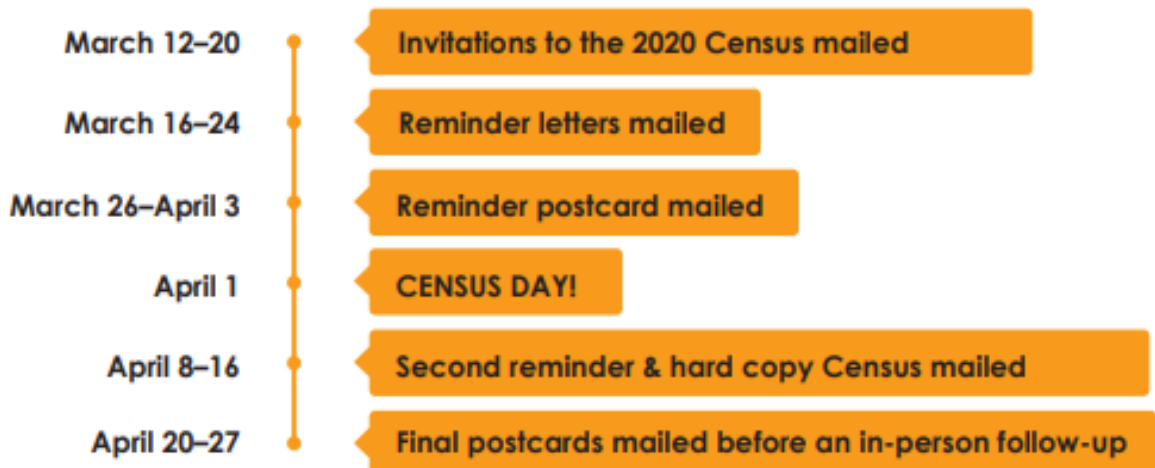 March 12–20 Invitations to the 2020 Census mailed
March 16–24 Reminder letters mailed
March 26–April 3 Reminder postcard mailed
April 1 CENSUS DAY!
April 8–16 Second reminder & hard copy Census mailed
April 20–27 Final postcards mailed before an in-person follow-up